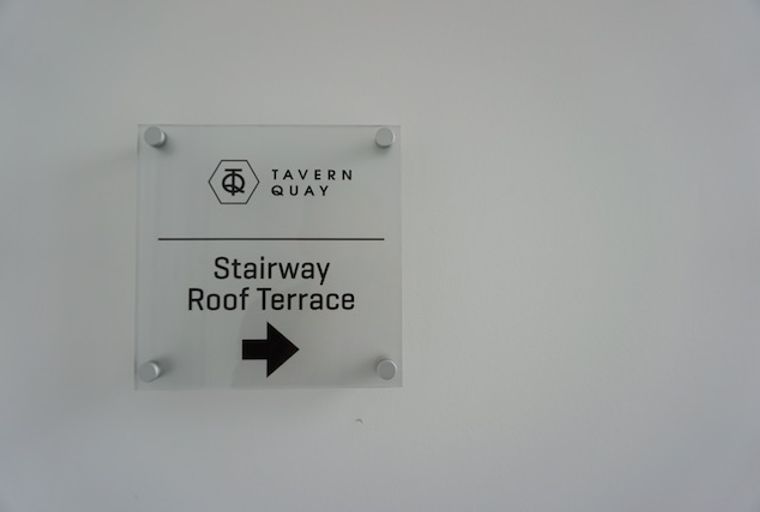 TAVERN
QUAY
Stairway
Roof Terrace